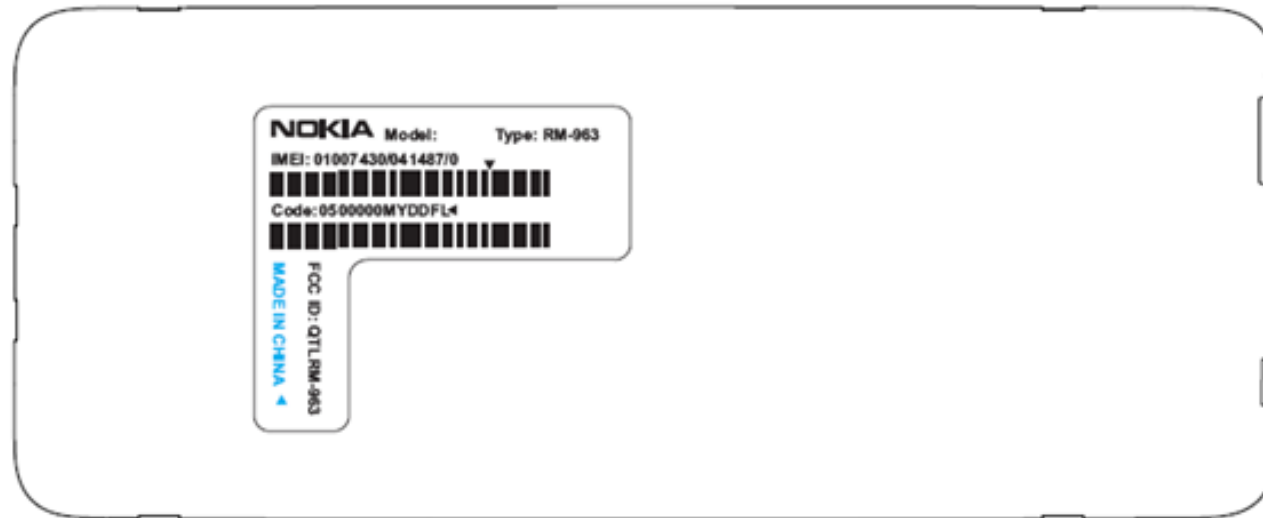 NOKIA Model: Type: RM-963
IMEI: 01007430/041487/0
Code:0500000MYDDFL
FCC ID: QTLRM-963
MADE IN CHINA